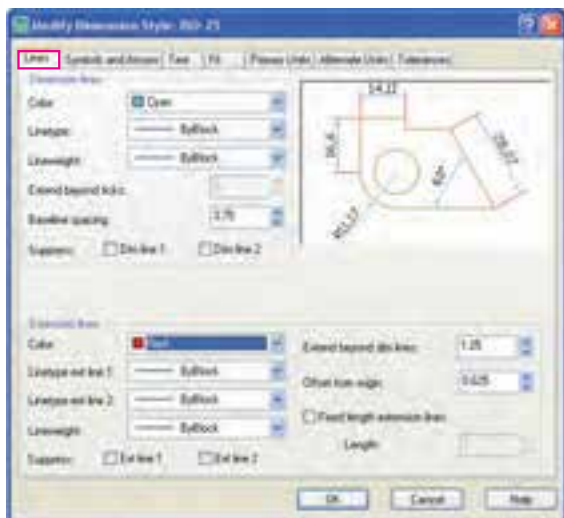 Modify Dimension Style: ISO-25
Lines Symbols and Arrows Text Fit Primary Units Alternate Units Tolerances
Dimension lines
Color: Cyan
Linetype: ByBlock
Lineweight: ByBlock
Extend beyond ticks:
Baseline spacing: 3.75
Suppress: Dim line 1 Dim line 2
14,11
16,6
28,07
60°
R11,17
Extension lines
Color: Red
Linetype ext line 1: ByBlock
Linetype ext line 2: ByBlock
Lineweight: ByBlock
Suppress: Ext line 1 Ext line 2
Extend beyond dim lines: 1.25
Offset from origin: 0.625
Fixed length extension lines
Length:
OK Cancel Help